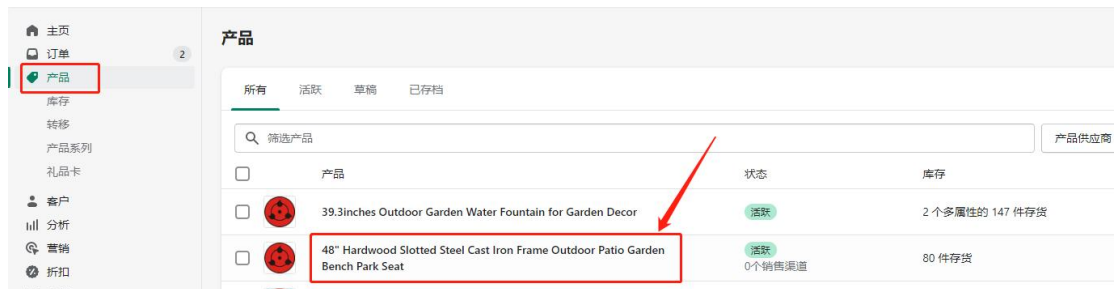 主页
订单 2
产品
库存
转移
产品系列
礼品卡
客户
分析
营销
折扣
产品
所有 活跃 草稿 已存档
筛选产品
产品供应商
产品 状态 库存
39.3inches Outdoor Garden Water Fountain for Garden Decor 活跃 2 个多属性的 147 件存货
48" Hardwood Slotted Steel Cast Iron Frame Outdoor Patio Garden
Bench Park Seat
活跃
0个销售渠道
80 件存货